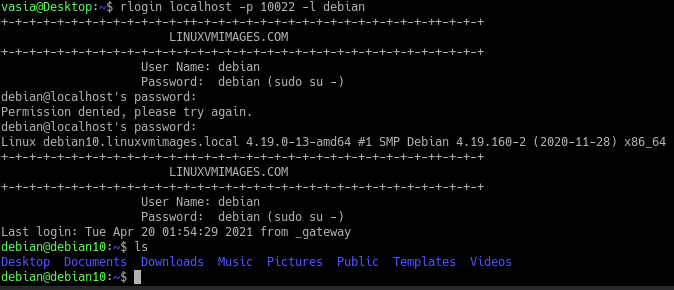 vasia@Desktop:~$ rlogin localhost -p 10022 -l debian
+-+-+-+-+-+-+-+-+-+-+-+-+-++-+-+-+-+-+-+-+-+-+-+-+-+-+-+-+-+-+-+-+-+
LINUXVMIMAGES.COM
+-+-+-+-+-+-+-+-+-+-+-+-+-+-+-+-+-+-+-+-+-+-+-+-+-+-+-+-+-+-+-+-+-+-+
User Name: debian
Password:  debian (sudo su -)
debian@localhost's password:
Permission denied, please try again.
debian@localhost's password:
Linux debian10.linuxvmimages.local 4.19.0-13-amd64 #1 SMP Debian 4.19.160-2 (2020-11-28) x86_64
+-+-+-+-+-+-+-+-+-+-+-+-+-++-+-+-+-+-+-+-+-+-+-+-+-+-+-+-+-+-+-+-+-+
LINUXVMIMAGES.COM
+-+-+-+-+-+-+-+-+-+-+-+-+-+-+-+-+-+-+-+-+-+-+-+-+-+-+-+-+-+-+-+-+-+-+
User Name: debian
Password:  debian (sudo su -)
Last login: Tue Apr 20 01:54:29 2021 from _gateway
debian@debian10:~$ ls
Desktop  Documents  Downloads  Music  Pictures  Public  Templates  Videos
debian@debian10:~$